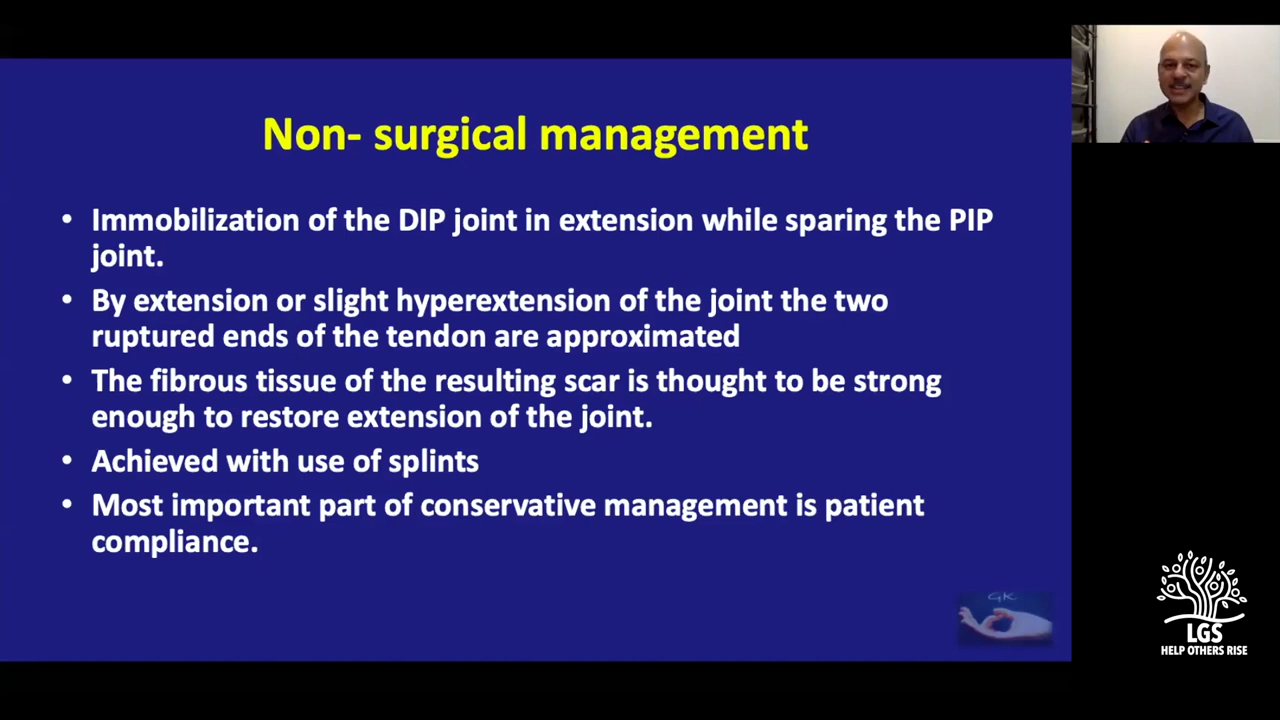 Non- surgical management
• Immobilization of the DIP joint in extension while sparing the PIP
joint.
• By extension or slight hyperextension of the joint the two
ruptured ends of the tendon are approximated
• The fibrous tissue of the resulting scar is thought to be strong
enough to restore extension of the joint.
• Achieved with use of splints
• Most important part of conservative management is patient
compliance.
GK
LGS
HELP OTHERS RISE